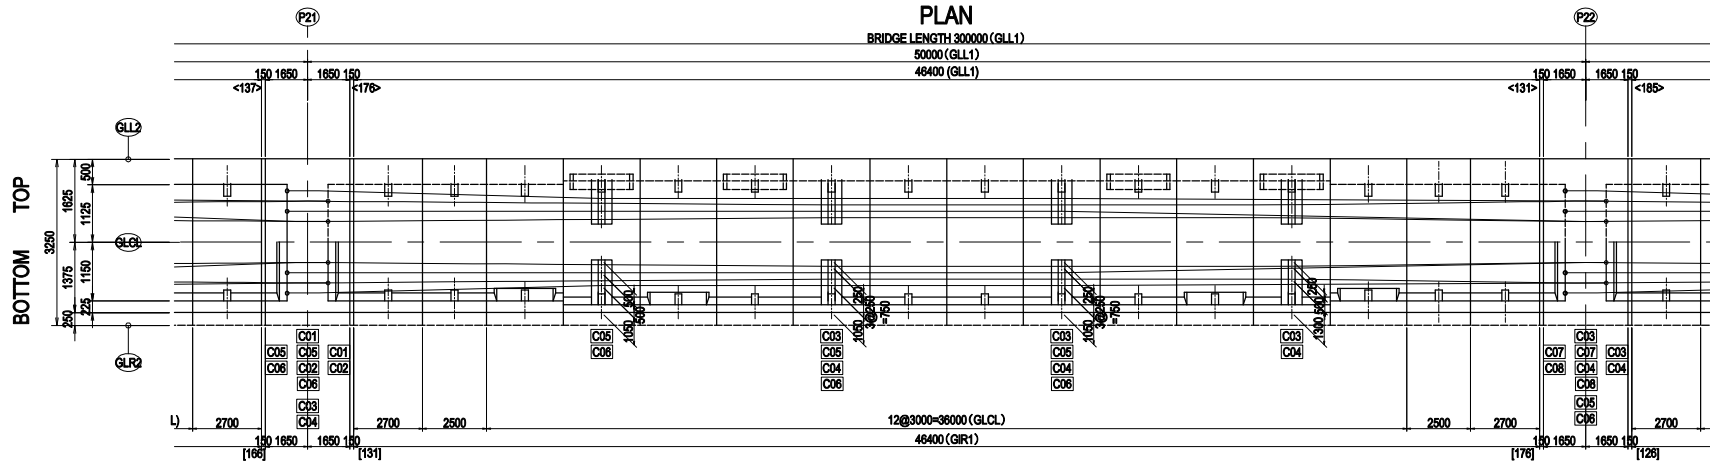 PLAN
P21
P22
BRIDGE LENGTH 300000(GLL1)
50000(GLL1)
150 1650 1650 150 46400 (GLL1) 150 1650 1650 150
<137> <176> <131> <185>
GLL2
GLCL
GLR2
TOP
BOTTOM
3250
1625 1375 250
500 1125 1150 225
1050 500 500
1050 3@250 =750 250
1050 3@250 =750 250
1300 500 250
C05
C06
C01
C05
C02
C06
C03
C04
C01
C02
C05
C06
C03
C05
C04
C06
C03
C05
C04
C06
C03
C04
C07
C08
C03
C07
C04
C08
C05
C06
C03
C04
L) 2700 2700 2500 12@3000=36000(GLCL) 2500 2700 2700
150 1650 1650 150 46400(GIR1) 150 1650 1650 150
[166] [131] [176] [126]